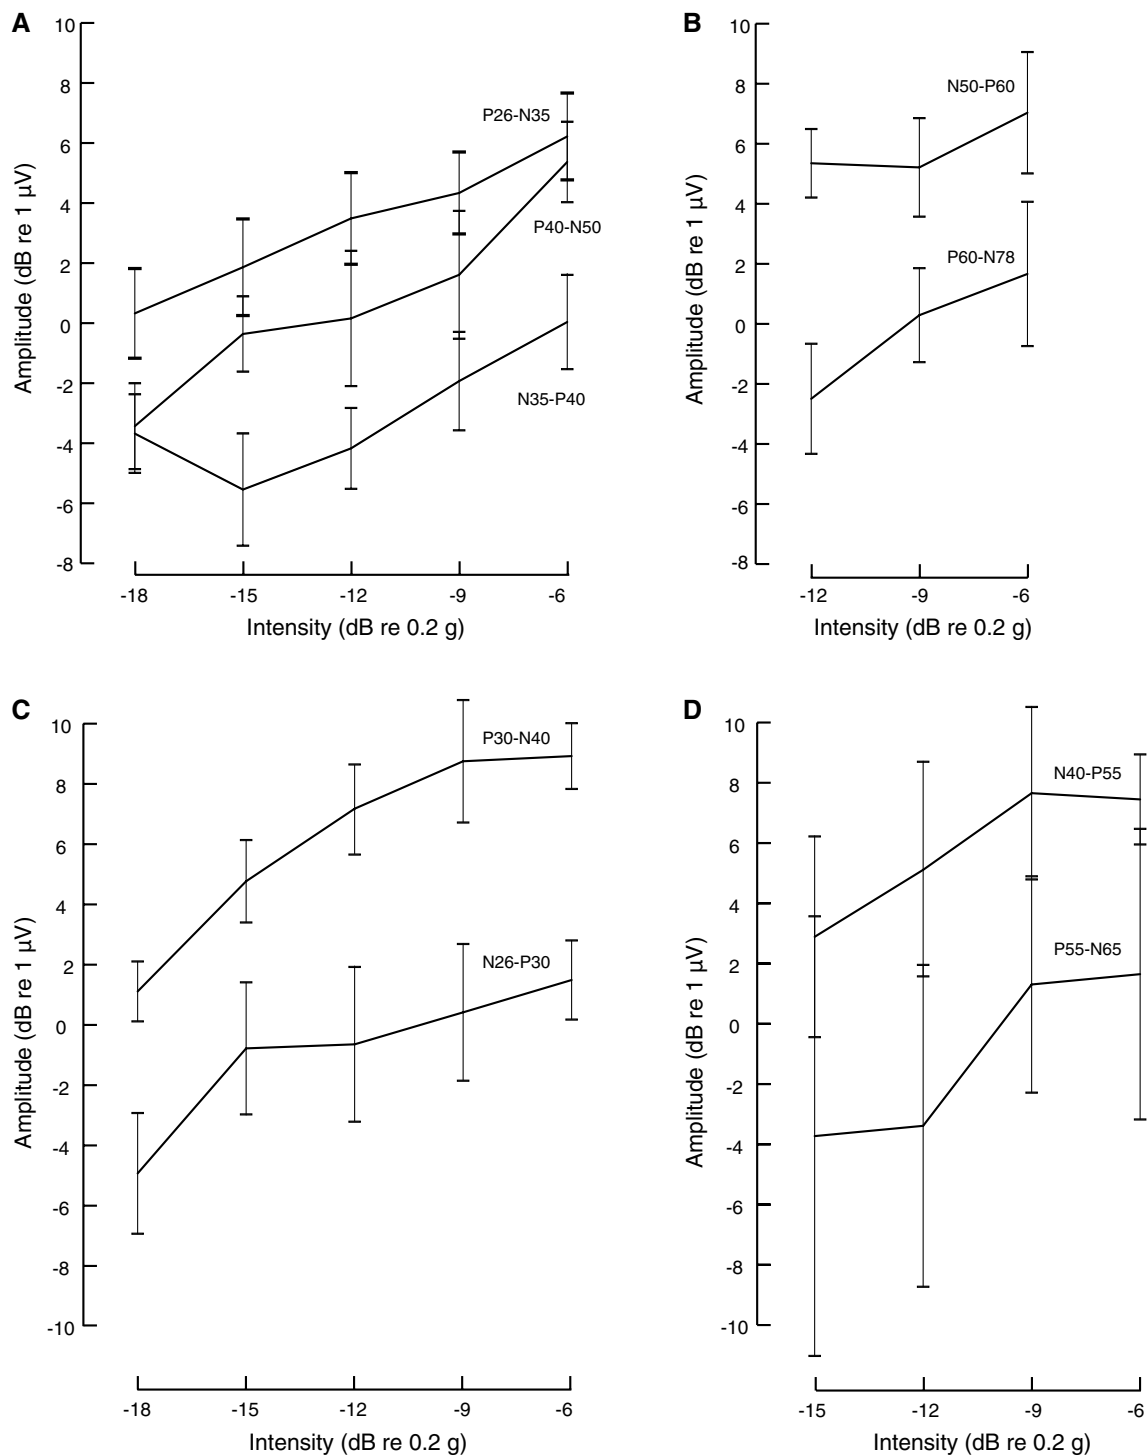 A
10
8
6
4
2
0
-2
-4
-6
-8
Amplitude (dB re 1 µV)
P26-N35
P40-N50
N35-P40
-18 -15 -12 -9 -6
Intensity (dB re 0.2 g)
B
10
8
6
4
2
0
-2
-4
-6
-8
Amplitude (dB re 1 µV)
N50-P60
P60-N78
-12 -9 -6
Intensity (dB re 0.2 g)
C
10
8
6
4
2
0
-2
-4
-6
-8
-10
Amplitude (dB re 1 µV)
P30-N40
N26-P30
-18 -15 -12 -9 -6
Intensity (dB re 0.2 g)
D
10
8
6
4
2
0
-2
-4
-6
-8
-10
Amplitude (dB re 1 µV)
N40-P55
P55-N65
-15 -12 -9 -6
Intensity (dB re 0.2 g)